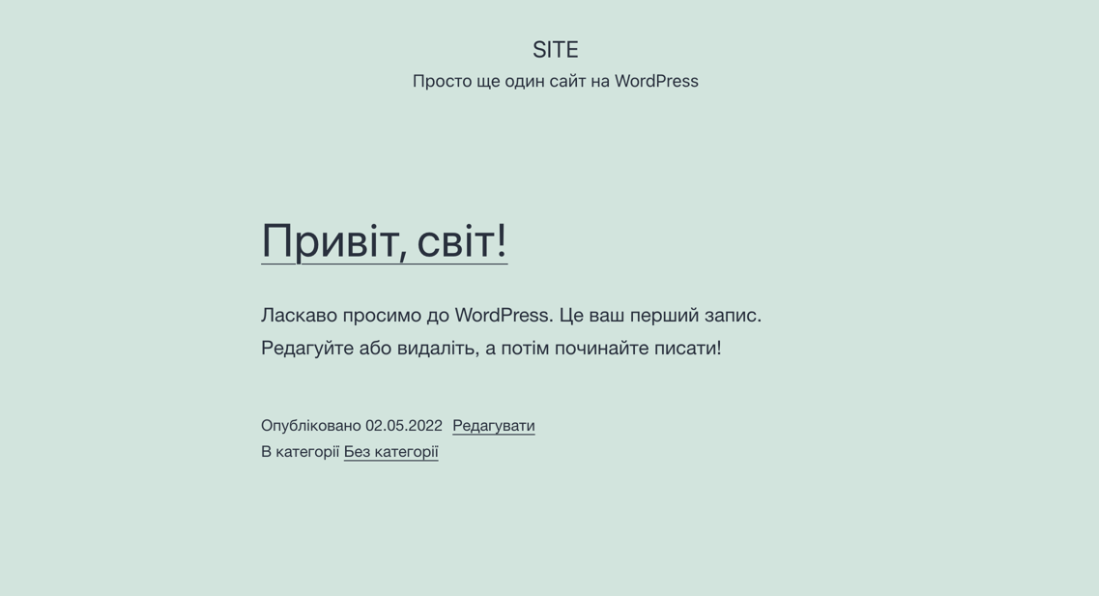 SITE
Просто ще один сайт на WordPress
Привіт, світ!
Ласкаво просимо до WordPress. Це ваш перший запис.
Редагуйте або видаліть, а потім починайте писати!
Опубліковано 02.05.2022 Редагувати
В категорії Без категорії